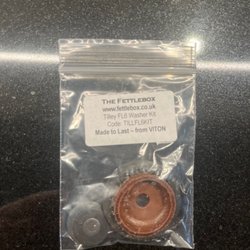 The Fettlebox
www.fettlebox.co.uk
Tilley FL6 Washer Kit
Code: TILLFL6KIT
Made to Last – from VITON